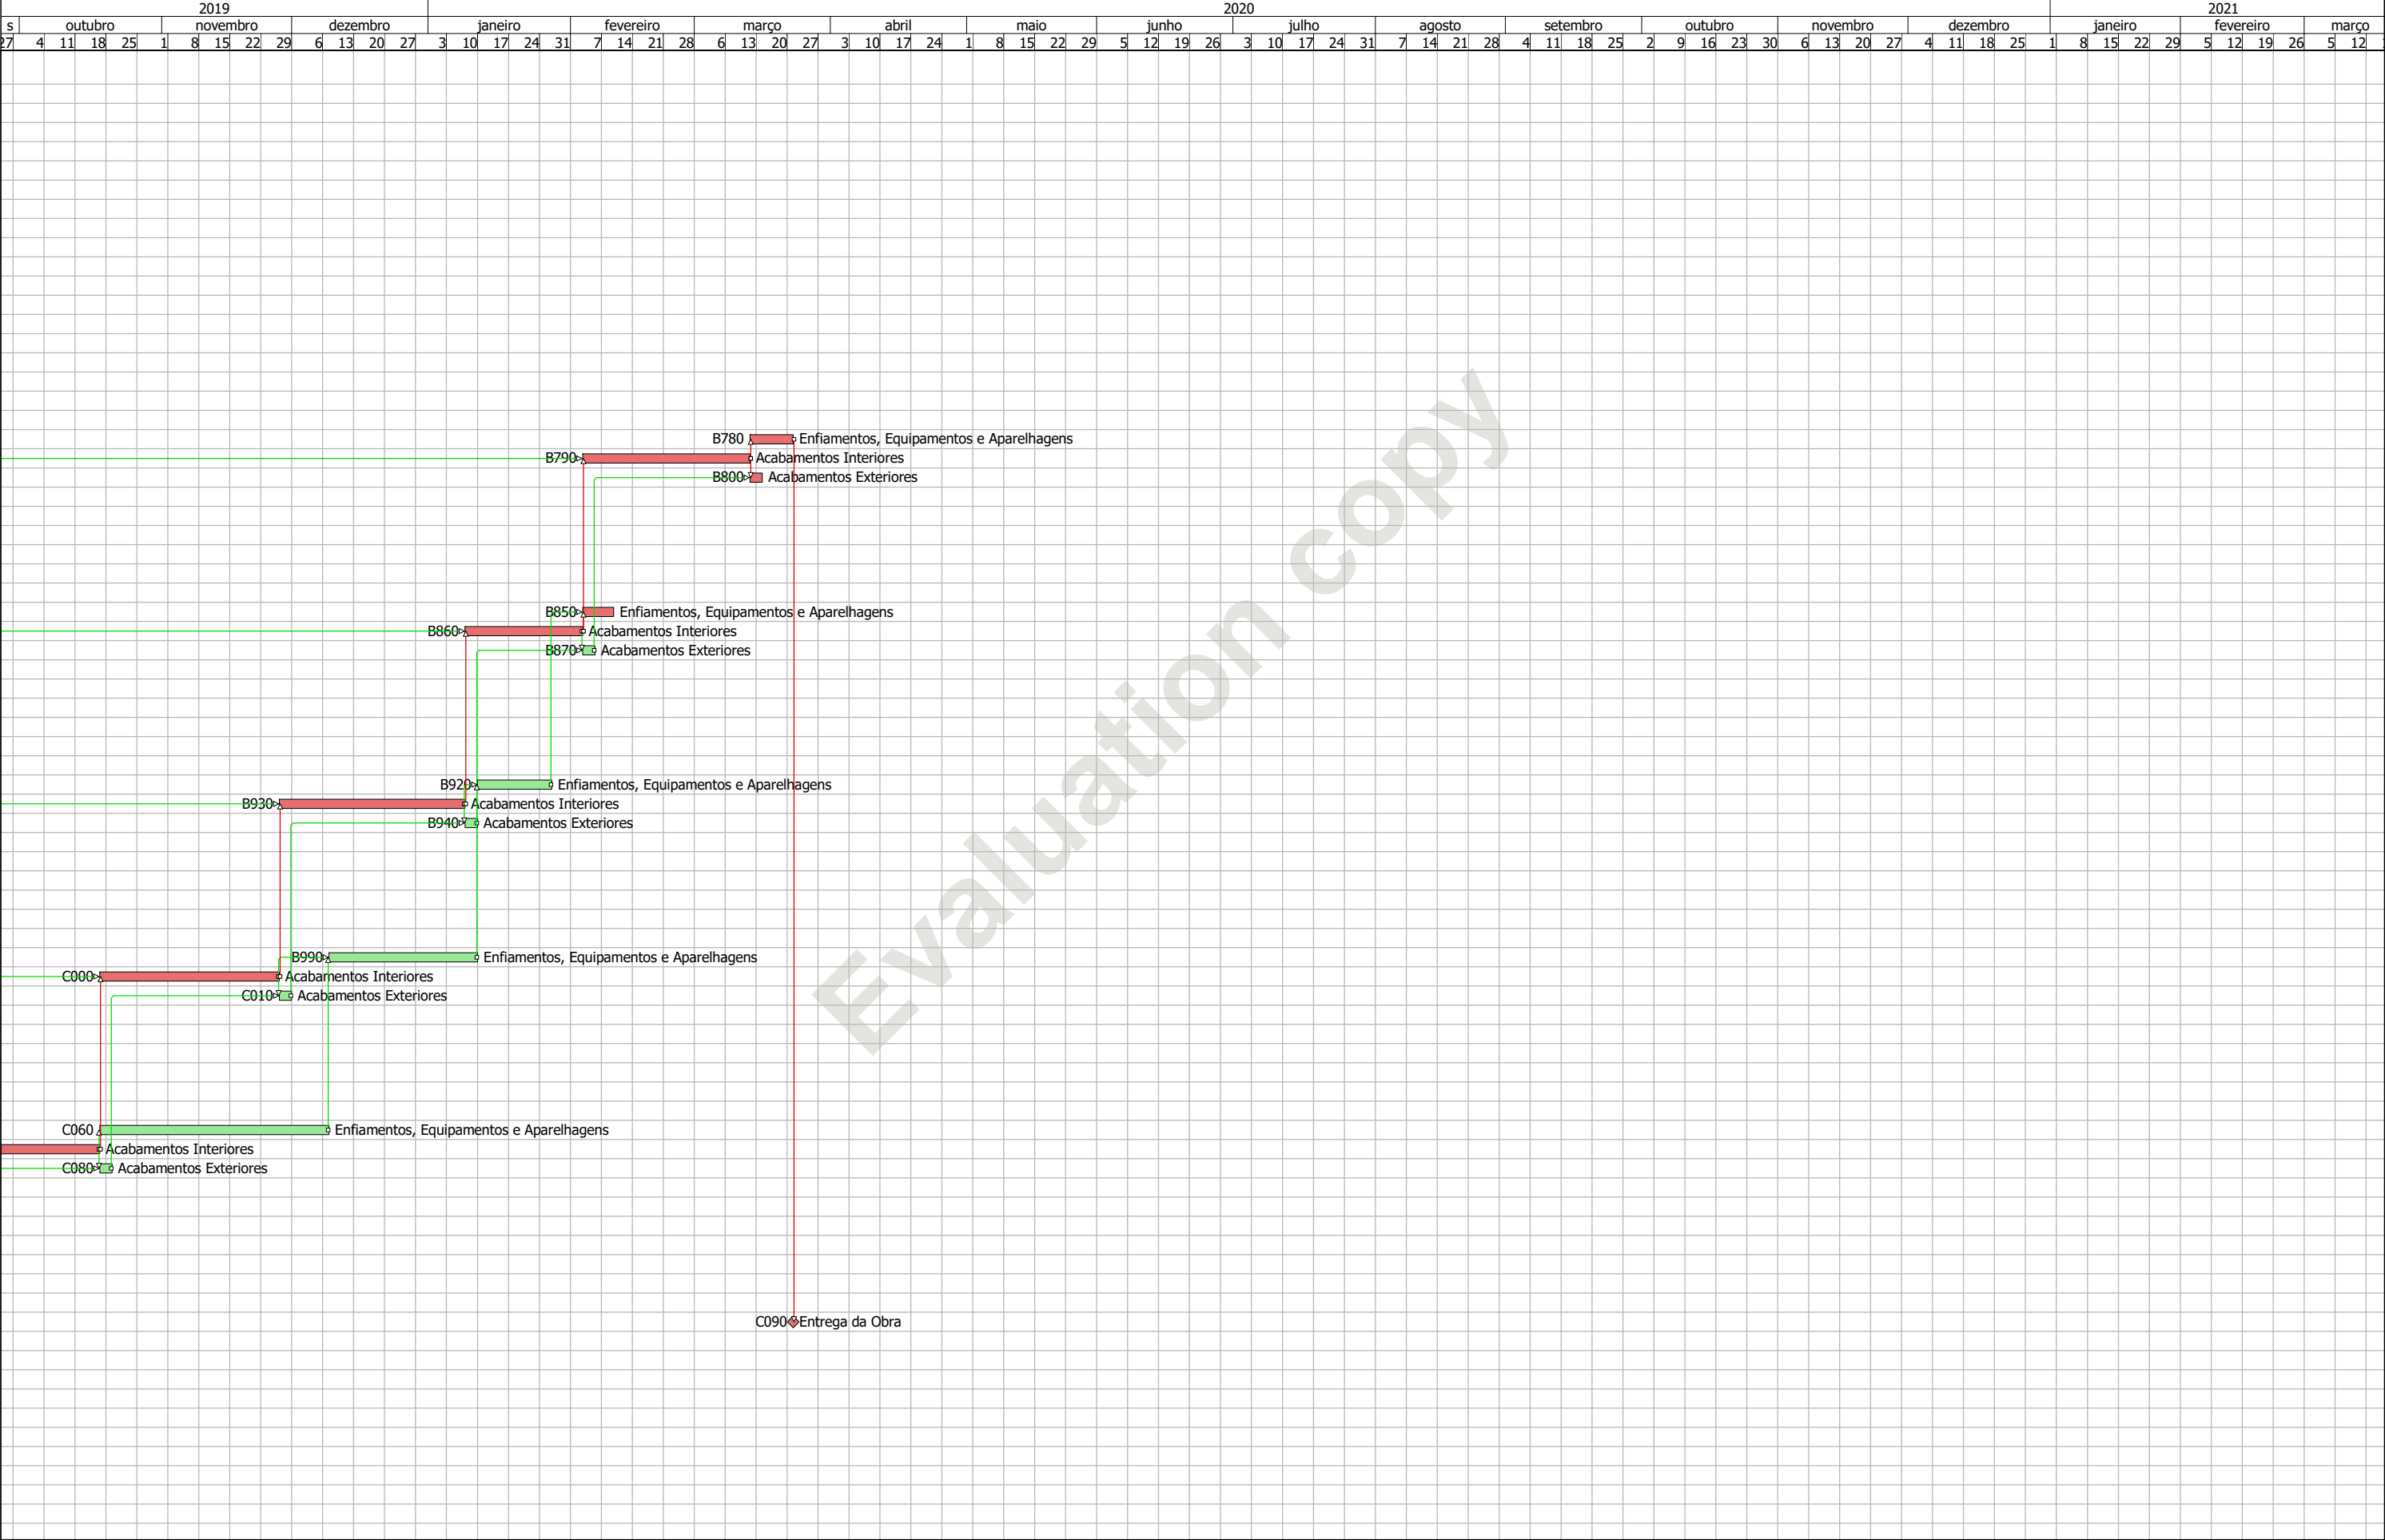 2019 2020 2021
s outubro novembro dezembro janeiro fevereiro março abril maio junho julho agosto setembro outubro novembro dezembro janeiro fevereiro março
27 4 11 18 25 1 8 15 22 29 6 13 20 27 3 10 17 24 31 7 14 21 28 6 13 20 27 3 10 17 24 1 8 15 22 29 5 12 19 26 3 10 17 24 31 7 14 21 28 4 11 18 25 2 9 16 23 30 6 13 20 27 4 11 18 25 1 8 15 22 29 5 12 19 26 5 12
B780 Enfiamentos, Equipamentos e Aparelhagens
B790 Acabamentos Interiores
B800 Acabamentos Exteriores
B850 Enfiamentos, Equipamentos e Aparelhagens
B860 Acabamentos Interiores
B870 Acabamentos Exteriores
B920 Enfiamentos, Equipamentos e Aparelhagens
B930 Acabamentos Interiores
B940 Acabamentos Exteriores
B990 Enfiamentos, Equipamentos e Aparelhagens
C000 Acabamentos Interiores
C010 Acabamentos Exteriores
C060 Enfiamentos, Equipamentos e Aparelhagens
Acabamentos Interiores
C080 Acabamentos Exteriores
C090 Entrega da Obra
Evaluation copy